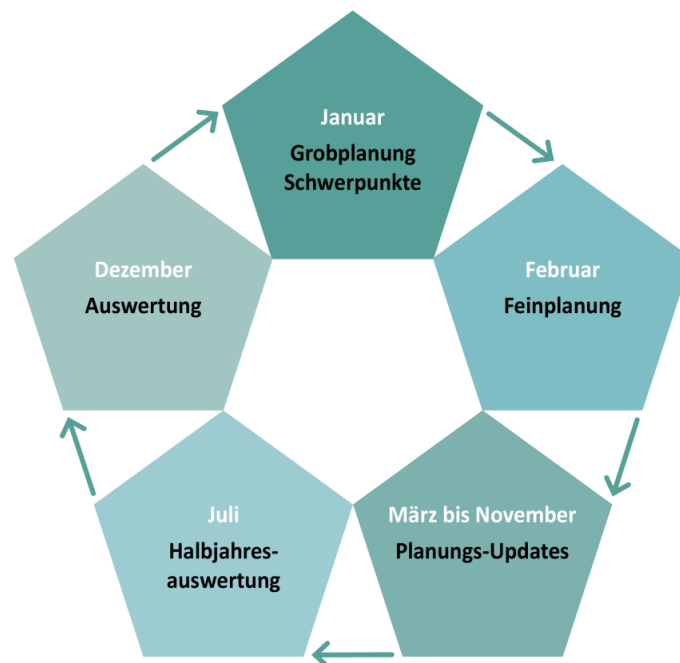 Januar
Grobplanung
Schwerpunkte
Februar
Feinplanung
März bis November
Planungs-Updates
Juli
Halbjahres-
auswertung
Dezember
Auswertung